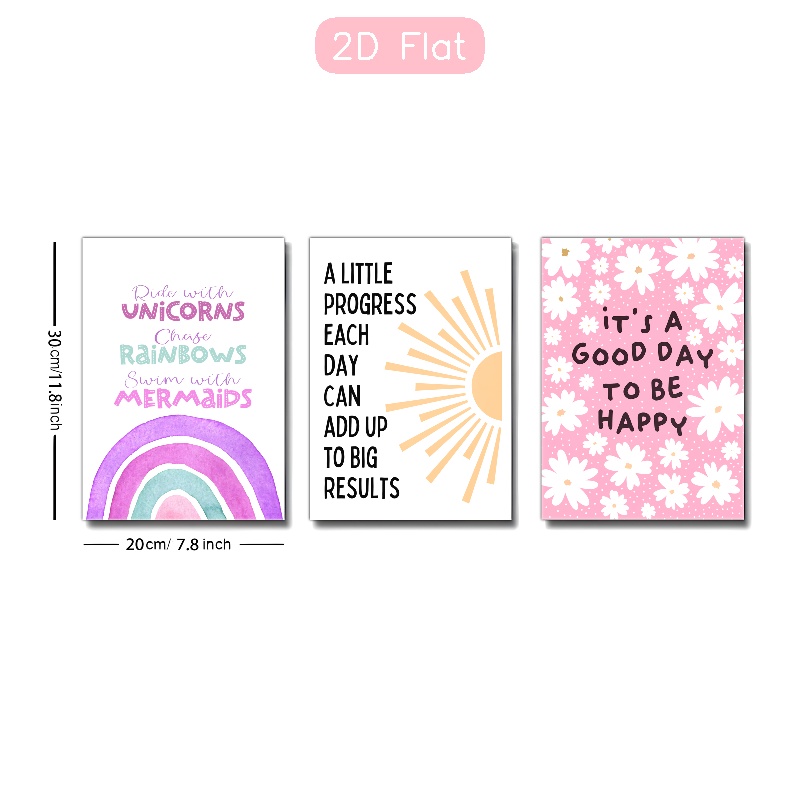 2D Flat
30cm/11.8inch
Ride with
UNiCORNS
Chase
RaiNBOWS
Swim with
MERMaiDS
20cm/ 7.8 inch
A LITTLE
PROGRESS
EACH
DAY
CAN
ADD UP
TO BIG
RESULTS
iT'S A
GOOD DAY
TO BE
HAPPY